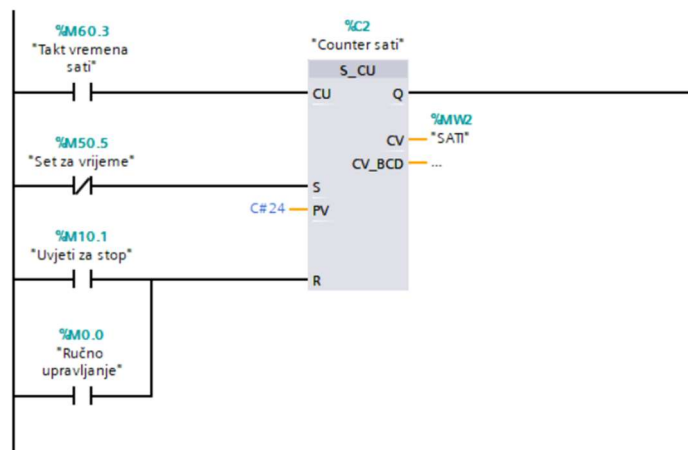 %M60.3
"Takt vremena
sati"
%C2
"Counter sati"
S_CU
CU
Q
%MW2
CV
"SATI"
CV_BCD
...
%M50.5
"Set za vrijeme"
S
C#24
PV
%M10.1
"Uvjeti za stop"
R
%M0.0
"Ručno
upravljanje"